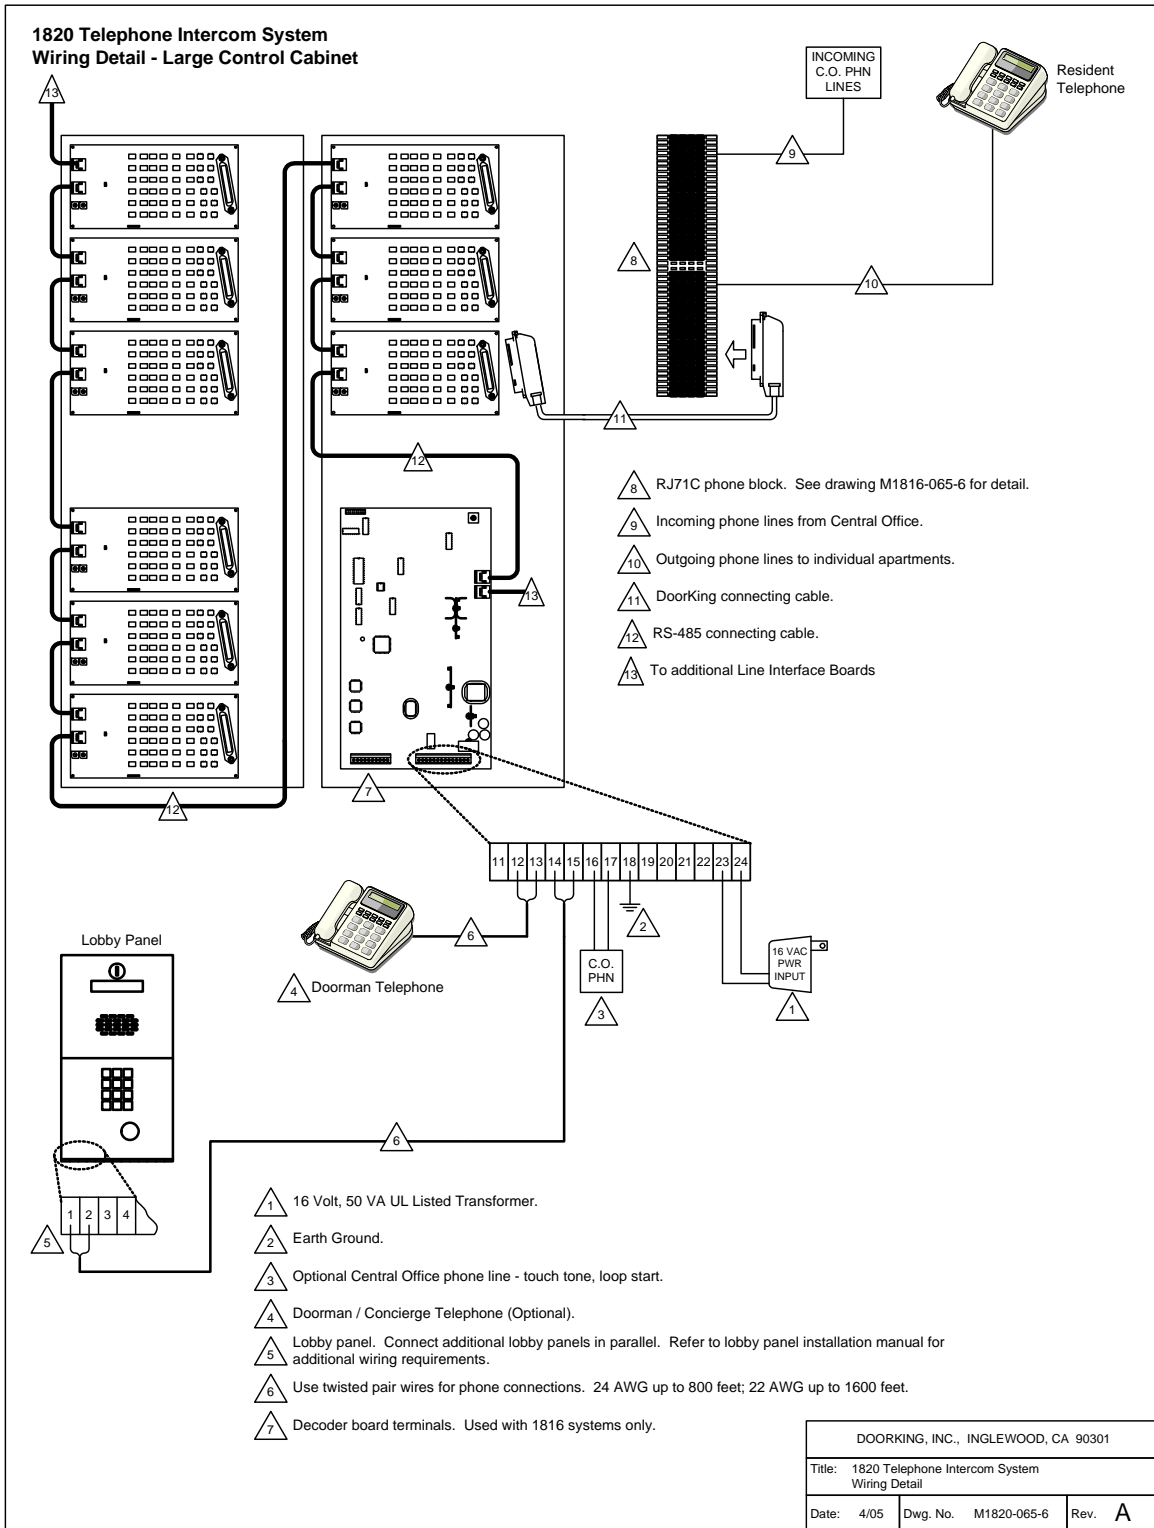 1820 Telephone Intercom System
Wiring Detail - Large Control Cabinet
13
INCOMING
C.O. PHN
LINES
Resident
Telephone
9
8
10
11
12
8 RJ71C phone block. See drawing M1816-065-6 for detail.
9 Incoming phone lines from Central Office.
10 Outgoing phone lines to individual apartments.
11 DoorKing connecting cable.
12 RS-485 connecting cable.
13 To additional Line Interface Boards
13
7
12
11 12 13 14 15 16 17 18 19 20 21 22 23 24
6
2
Lobby Panel
C.O.
PHN
16 VAC
PWR
INPUT
4 Doorman Telephone
3
1
6
1 2 3 4
5
1 16 Volt, 50 VA UL Listed Transformer.
2 Earth Ground.
3 Optional Central Office phone line - touch tone, loop start.
4 Doorman / Concierge Telephone (Optional).
5 Lobby panel. Connect additional lobby panels in parallel. Refer to lobby panel installation manual for
additional wiring requirements.
6 Use twisted pair wires for phone connections. 24 AWG up to 800 feet; 22 AWG up to 1600 feet.
7 Decoder board terminals. Used with 1816 systems only.
DOORKING, INC., INGLEWOOD, CA 90301
Title: 1820 Telephone Intercom System
Wiring Detail
Date: 4/05 Dwg. No. M1820-065-6 Rev. A